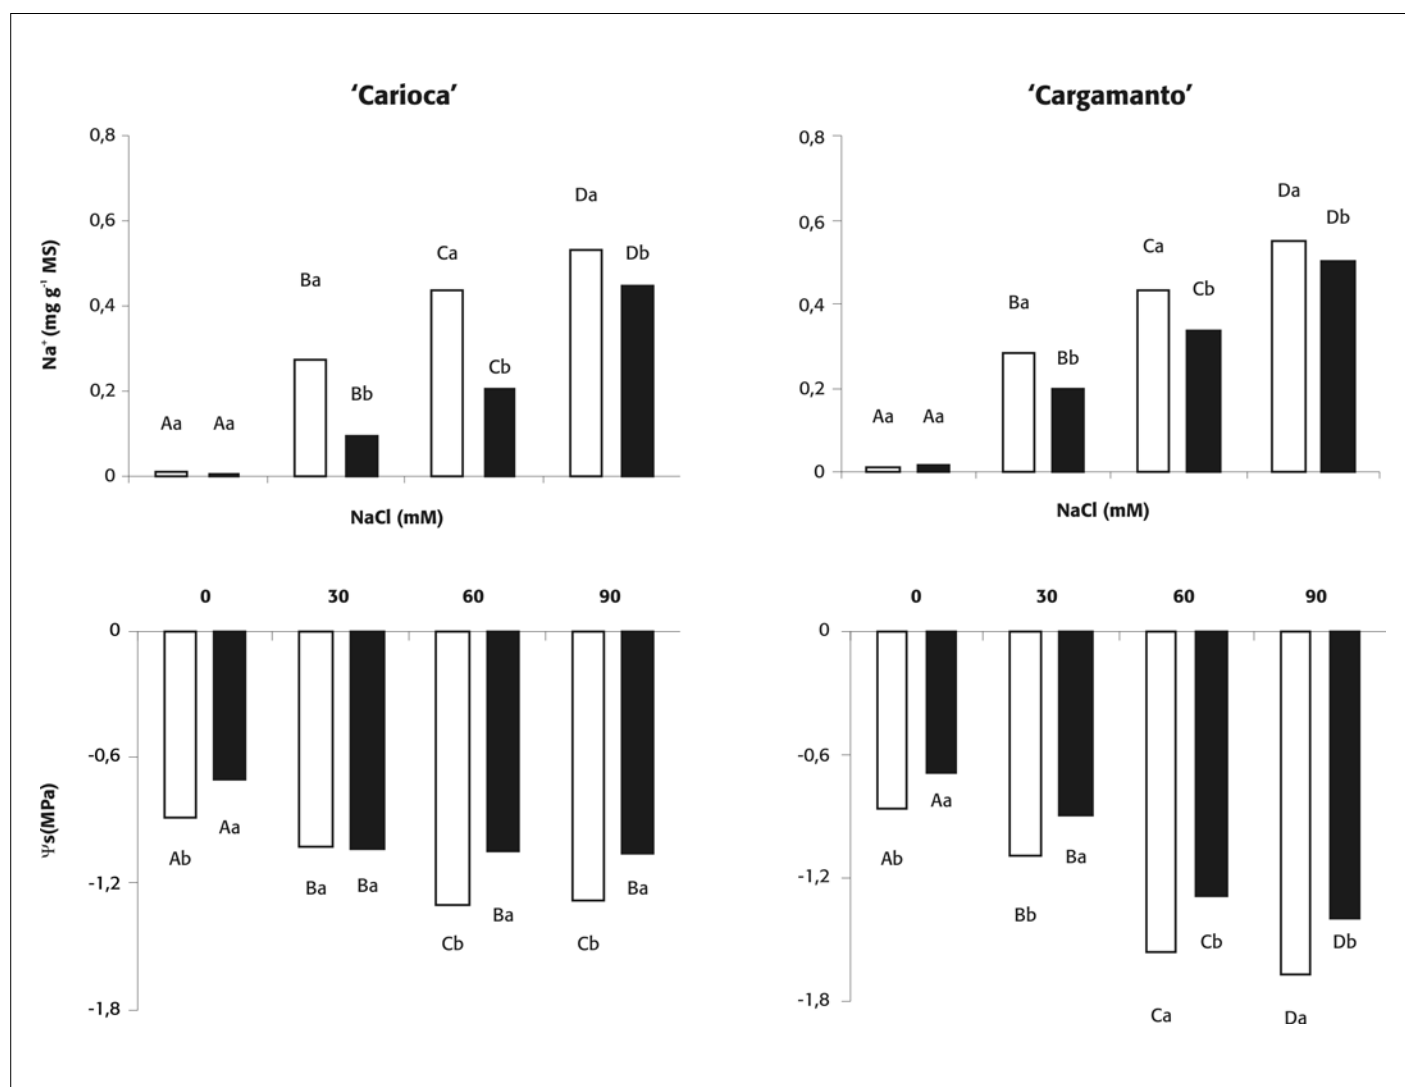 ‘Carioca’
0,8
0,6
0,4
0,2
0
Na⁺ (mg g⁻¹ MS)
Aa Aa
Ba
Bb
Ca
Cb
Da
Db
NaCl (mM)
‘Cargamanto’
0,8
0,6
0,4
0,2
0
Aa Aa
Ba
Bb
Ca
Cb
Da
Db
NaCl (mM)
0 30 60 90
0
-0,6
-1,2
-1,8
Ψs(MPa)
Ab
Aa
Ba Ba
Cb
Ba
Cb
Ba
0 30 60 90
0
-0,6
-1,2
-1,8
Ab
Aa
Bb
Ba
Ca
Cb
Da
Db